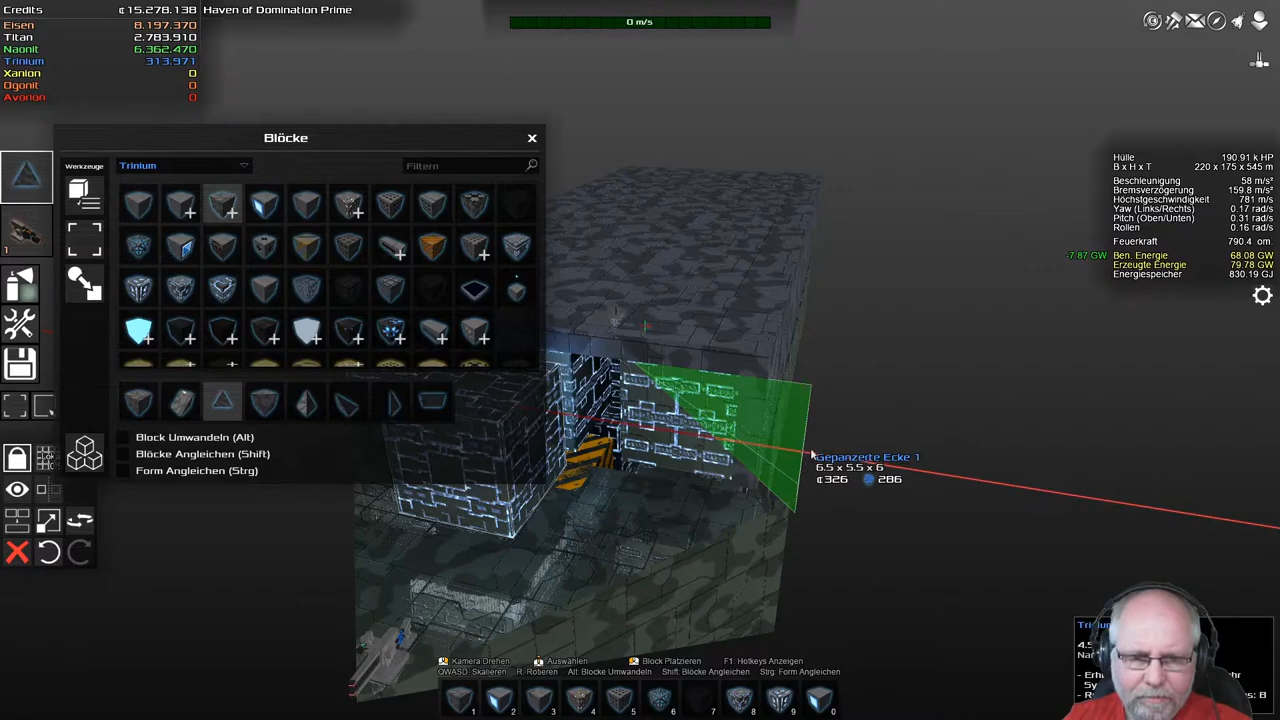 Credits ¢15.278.138 Haven of Domination Prime
Eisen 8.197.370
Titan 2.783.910
Naonit 6.362.470
Trinium 313.971
Xanion 0
Ogonit 0
Avorion 0
0 m/s
Blöcke
Werkzeuge
Trinium
Filtern
1
Hülle 190.91 k HP
B x H x T 220 x 175 x 545 m
Beschleunigung 58 m/s²
Bremsverzögerung 159.8 m/s²
Höchstgeschwindigkeit 781 m/s
Yaw (Links/Rechts) 0.17 rad/s
Pitch (Oben/Unten) 0.31 rad/s
Rollen 0.16 rad/s
Feuerkraft 790.4 om.
-7.87 GW Ben. Energie 68.08 GW
Erzeugte Energie 79.78 GW
Energiespeicher 830.19 GJ
Gepanzerte Ecke 1
6.5 x 5.5 x 6
¢326 286
Block Umwandeln (Alt)
Blöcke Angleichen (Shift)
Form Angleichen (Strg)
Kamera Drehen Auswählen Block Platzieren F1: Hotkeys Anzeigen
QWASD: Skalieren R: Rotieren Alt: Block Umwandeln Shift: Blöcke Angleichen Strg: Form Angleichen
1 2 3 4 5 6 7 8 9 0